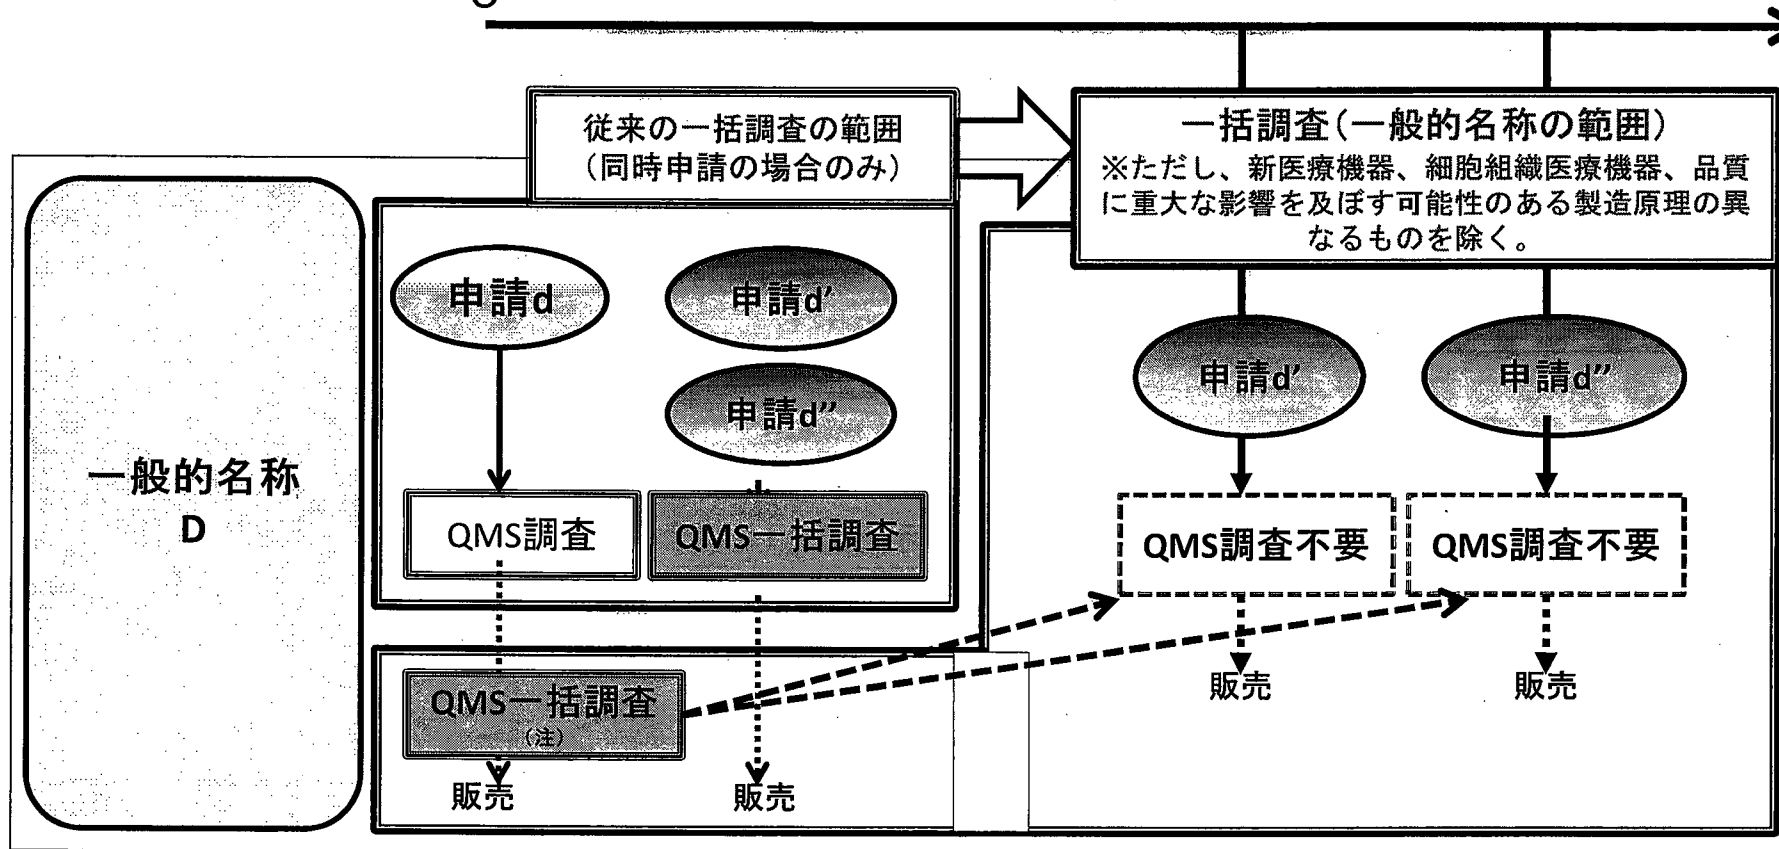 従来の一括調査の範囲
(同時申請の場合のみ)
一括調査(一般的名称の範囲)
※ただし、新医療機器、細胞組織医療機器、品質
に重大な影響を及ぼす可能性のある製造原理の異
なるものを除く。
一般的名称
D
申請d
申請d'
申請d''
QMS調査
QMS一括調査
QMS一括調査
(注)
販売
販売
申請d'
申請d''
QMS調査不要
QMS調査不要
販売
販売